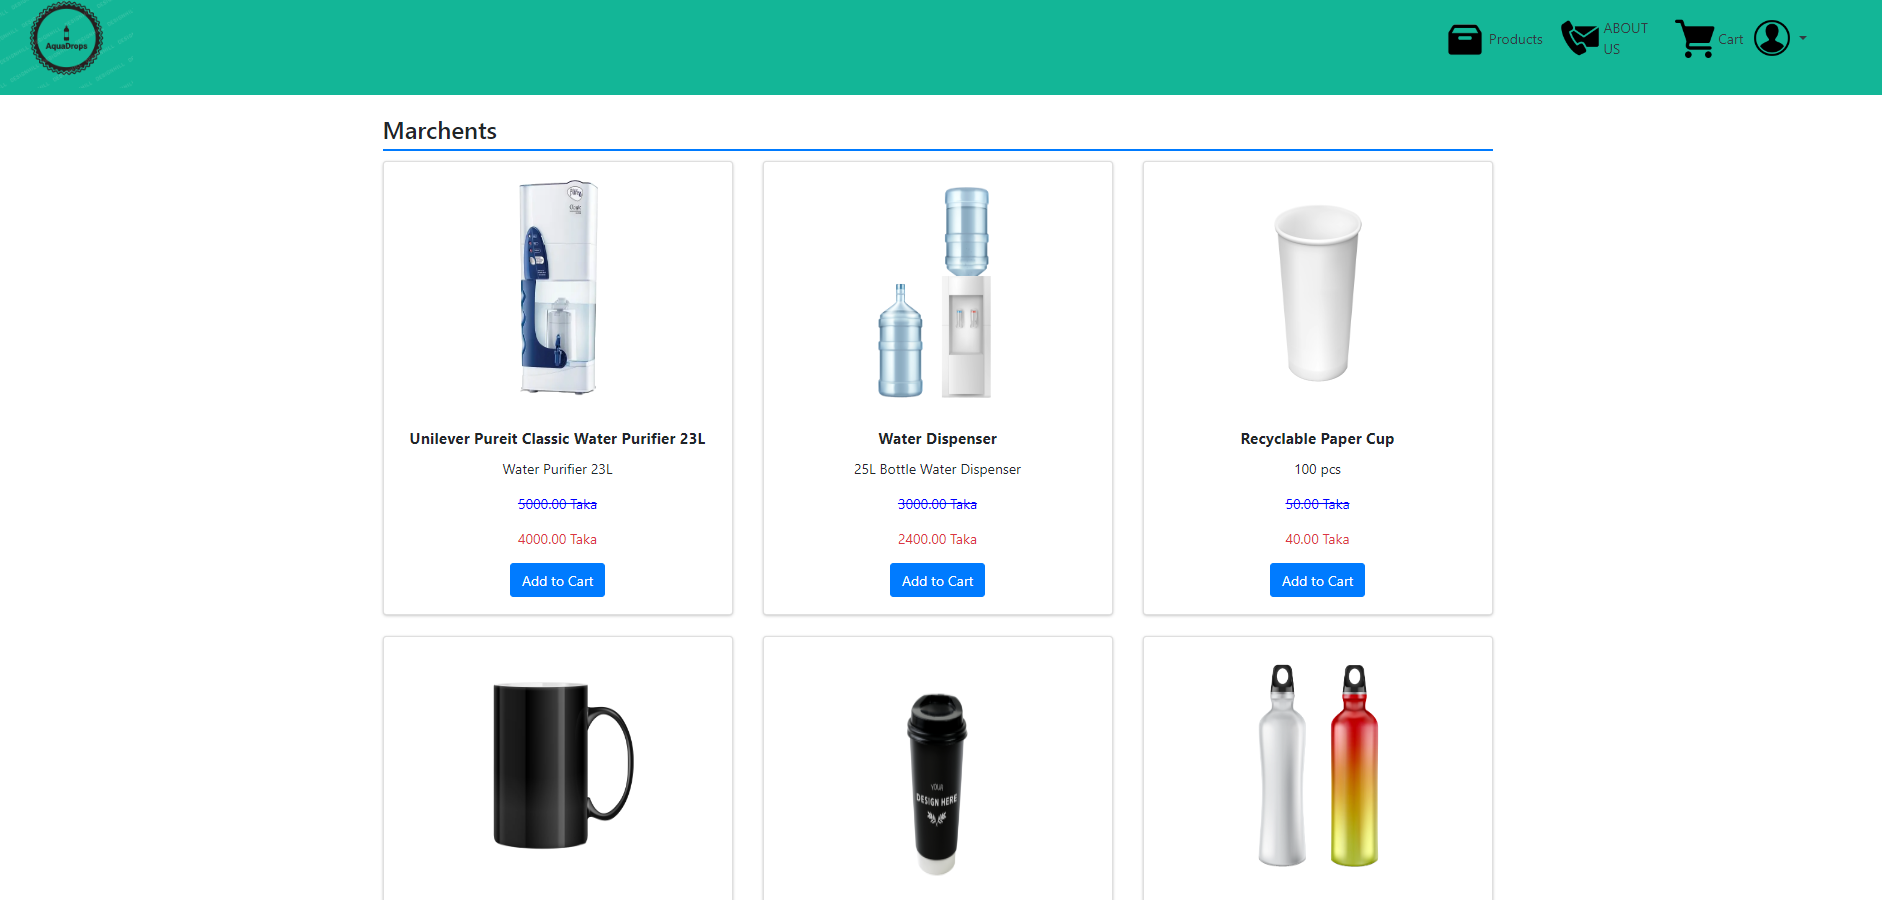 AquaDrops
Products
ABOUT
US
Cart
Marchents
Unilever Pureit Classic Water Purifier 23L
Water Purifier 23L
5000.00 Taka
4000.00 Taka
Add to Cart
Water Dispenser
25L Bottle Water Dispenser
3000.00 Taka
2400.00 Taka
Add to Cart
Recyclable Paper Cup
100 pcs
50.00 Taka
40.00 Taka
Add to Cart
YOUR
DESIGN HERE